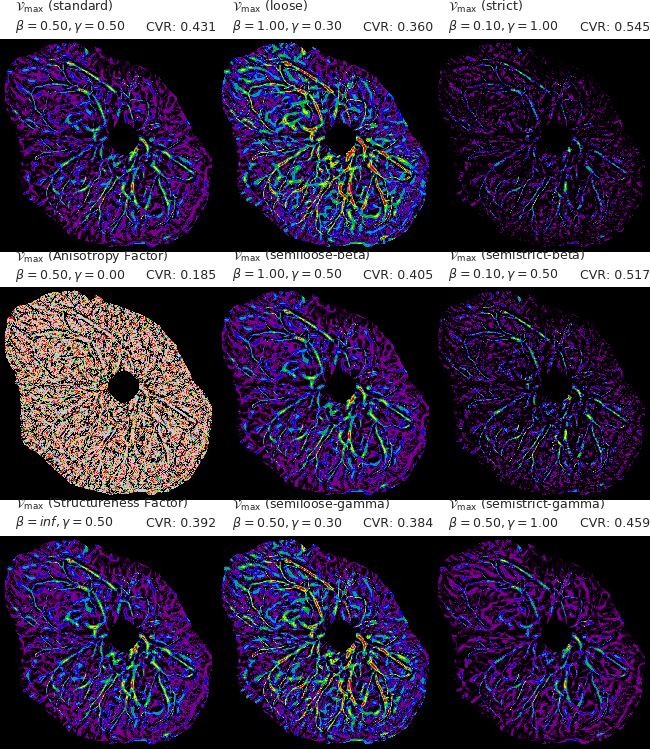 𝒱max (standard) 𝒱max (loose) 𝒱max (strict)
β = 0.50, γ = 0.50 CVR: 0.431 β = 1.00, γ = 0.30 CVR: 0.360 β = 0.10, γ = 1.00 CVR: 0.545
𝒱max (Anisotropy Factor) 𝒱max (semiloose-beta) 𝒱max (semistrict-beta)
β = 0.50, γ = 0.00 CVR: 0.185 β = 1.00, γ = 0.50 CVR: 0.405 β = 0.10, γ = 0.50 CVR: 0.517
𝒱max (Structureness Factor) 𝒱max (semiloose-gamma) 𝒱max (semistrict-gamma)
β = inf, γ = 0.50 CVR: 0.392 β = 0.50, γ = 0.30 CVR: 0.384 β = 0.50, γ = 1.00 CVR: 0.459